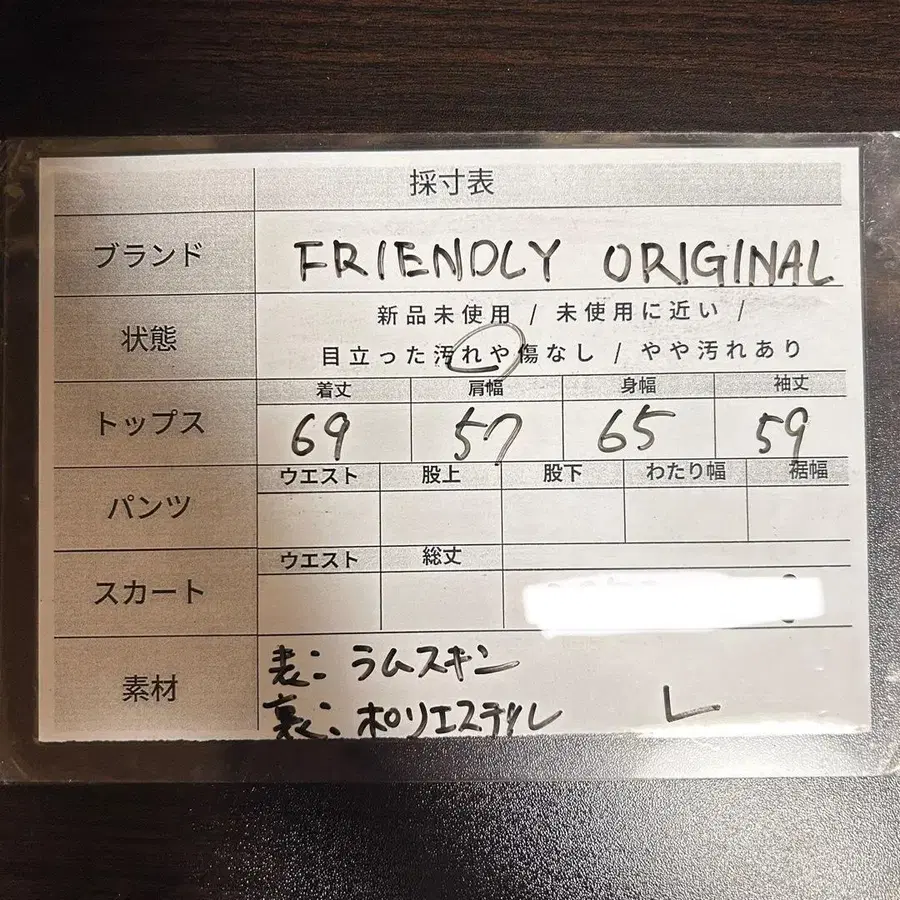 採寸表
ブランド FRIENDLY ORIGINAL
状態 新品未使用 / 未使用に近い /
目立った汚れや傷なし / やや汚れあり
トップス 着丈 肩幅 身幅 袖丈
69 57 65 59
パンツ ウエスト 股上 股下 わたり幅 裾幅
スカート ウエスト 総丈
素材 表: ラムスキン
裏: ポリエステル L